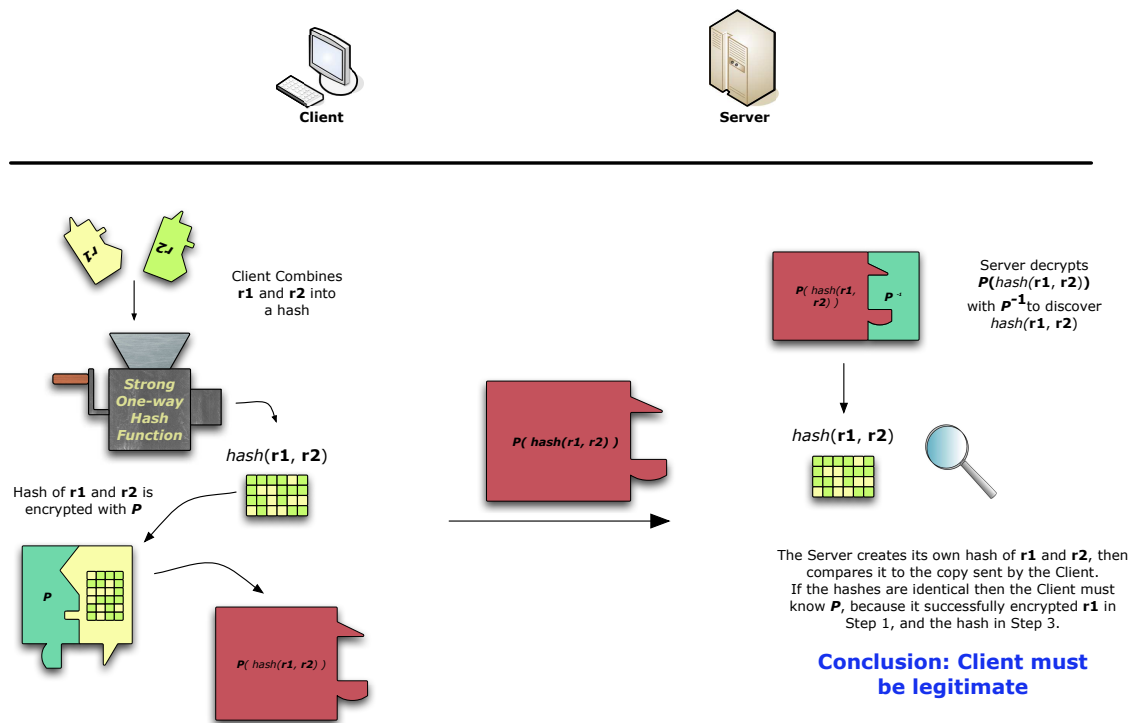 Client
Server
r1
r2
Client Combines
r1 and r2 into
a hash
Strong
One-way
Hash
Function
hash(r1, r2)
Hash of r1 and r2 is
encrypted with P
P
P( hash(r1, r2) )
P( hash(r1, r2) )
P( hash(r1,
r2) )
P -1
Server decrypts
P(hash(r1, r2))
with P-1 to discover
hash(r1, r2)
hash(r1, r2)
The Server creates its own hash of r1 and r2, then
compares it to the copy sent by the Client.
If the hashes are identical then the Client must
know P, because it successfully encrypted r1 in
Step 1, and the hash in Step 3.
Conclusion: Client must
be legitimate